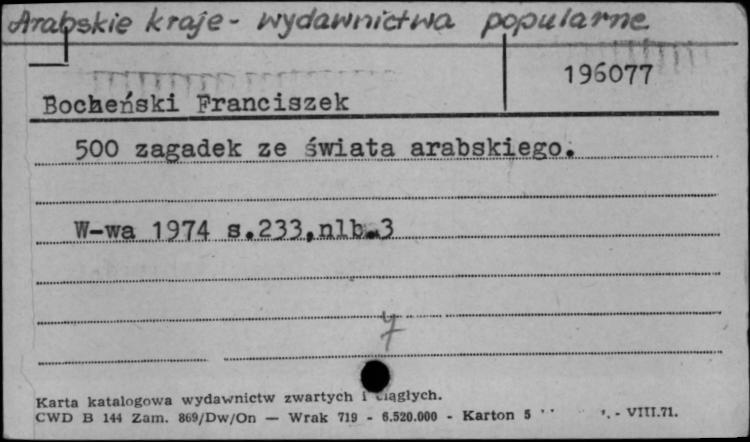 Arabskie kraje - wydawnictwa popularne
196077
Bocheński Franciszek
500 zagadek ze świata arabskiego.
W-wa 1974 s.233,nlb.3
Karta katalogowa wydawnictw zwartych i ciągłych.
CWD B 144 Zam. 869/Dw/On — Wrak 719 - 6.520.000 - Karton 5 - VIII.71.